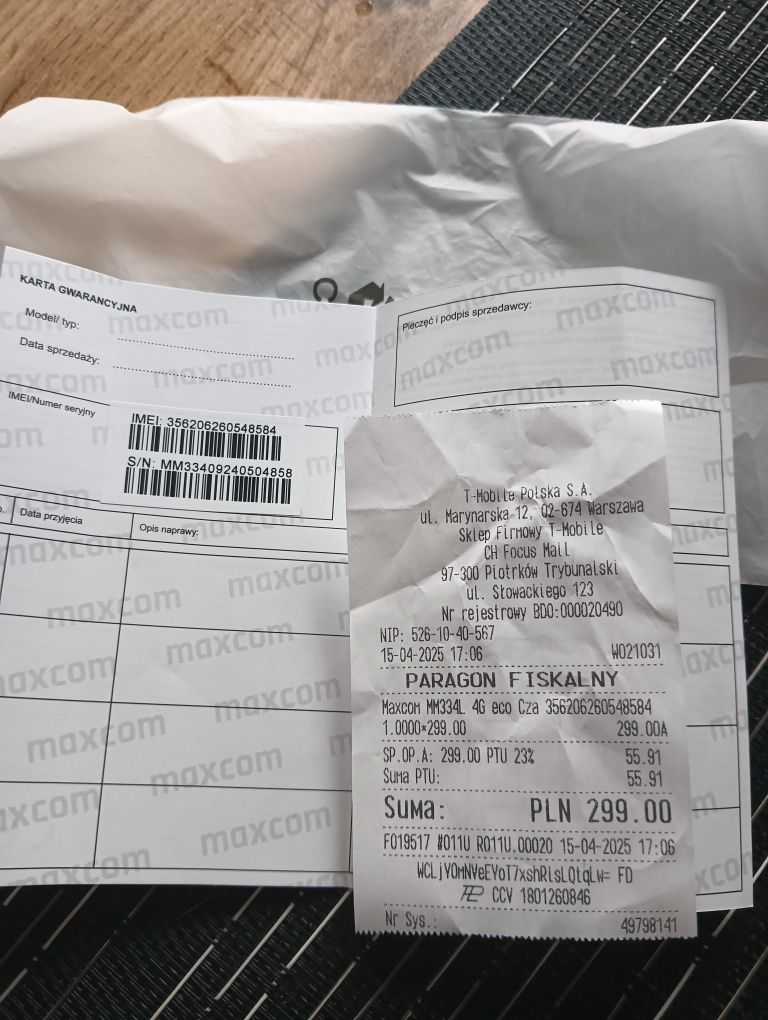 KARTA GWARANCYJNA
Model/ typ:
Data sprzedaży:
IMEI/Numer seryjny
IMEI: 356206260548584
S/N: MM33409240504858
Data przyjęcia
Opis naprawy:
Pieczęć i podpis sprzedawcy:
maxcom
T-Mobile Polska S.A.
ul. Marynarska 12, 02-674 Warszawa
Sklep Firmowy T-Mobile
CH Focus Mall
97-300 Piotrków Trybunalski
ul. Słowackiego 123
Nr rejestrowy BDO:000020490
NIP: 526-10-40-567
15-04-2025 17:06 W021031
PARAGON FISKALNY
Maxcom MM334L 4G eco Cza 356206260548584
1.0000*299.00 299.00A
SP.OP.A: 299.00 PTU 23% 55.91
Suma PTU: 55.91
Suma: PLN 299.00
F019517 #011U R011U.00020 15-04-2025 17:06
WCLjVOMNVeEYoT7xshRlsLQtqLw= FD
CCV 1801260846
Nr Sys.: 49798141